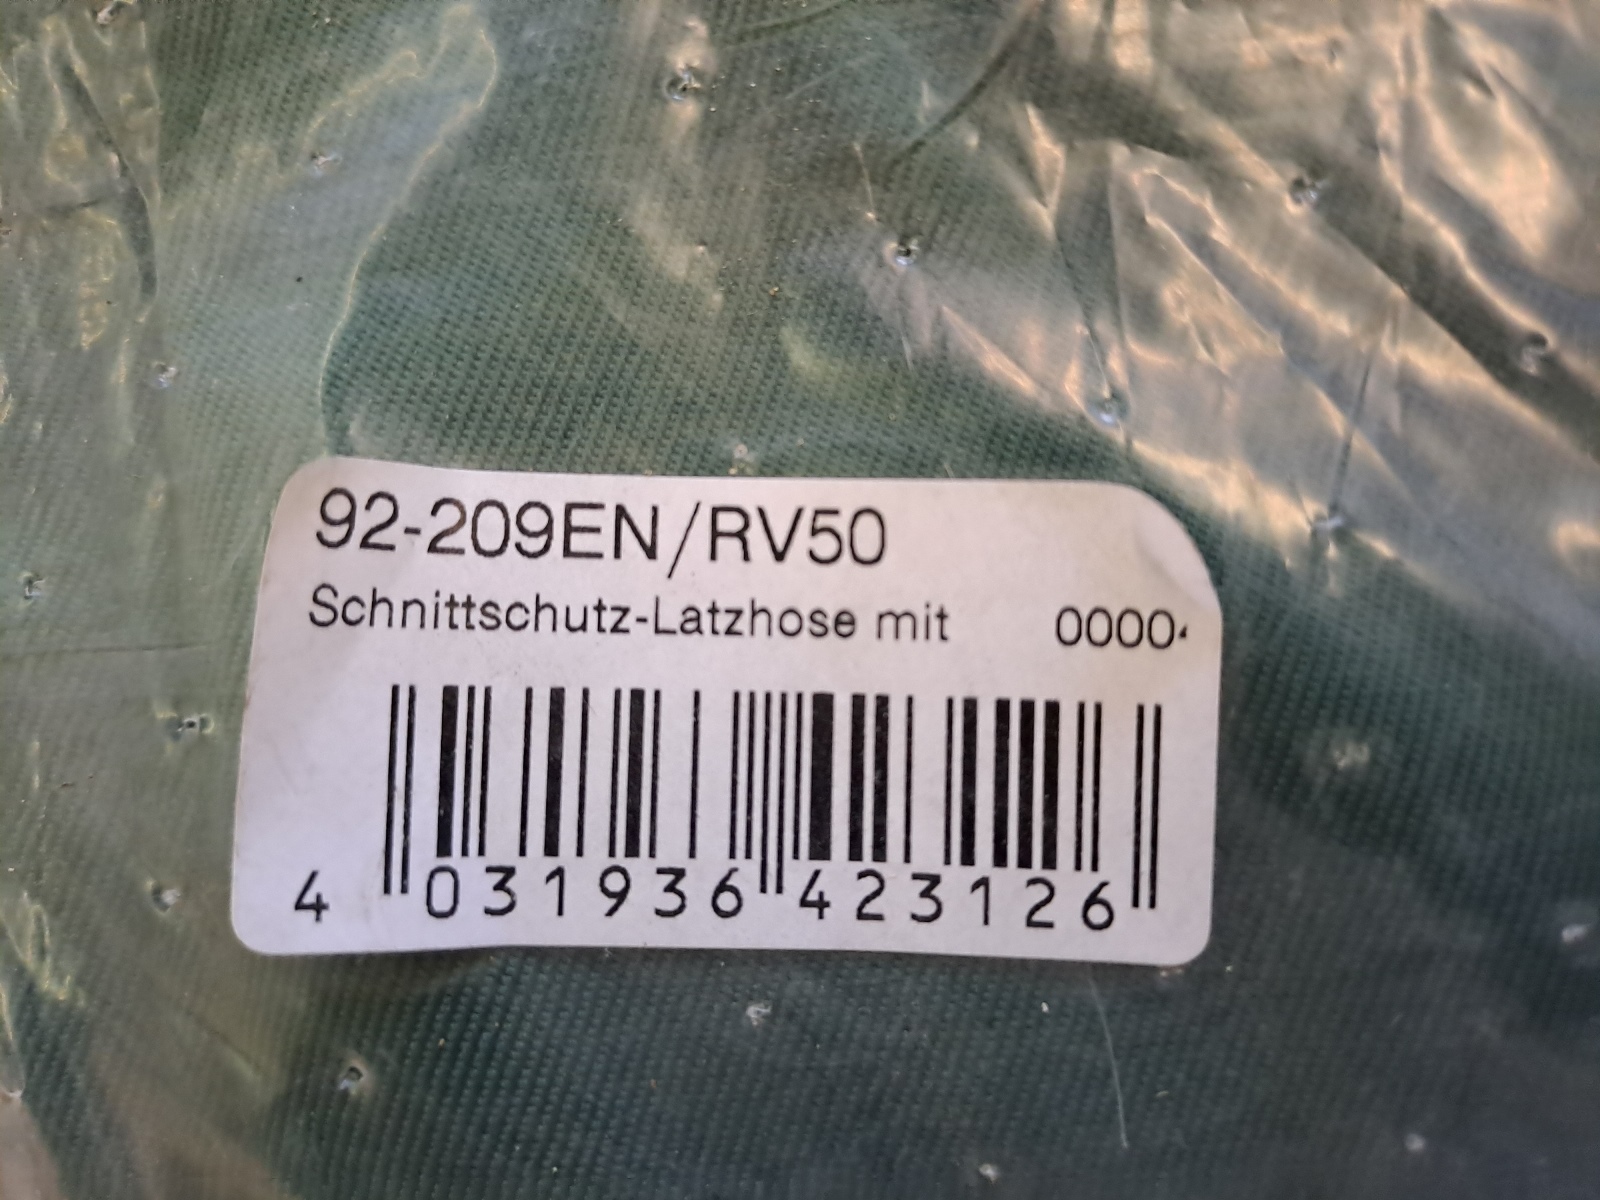 92-209EN/RV50
Schnittschutz-Latzhose mit 0000
4 031936 423126